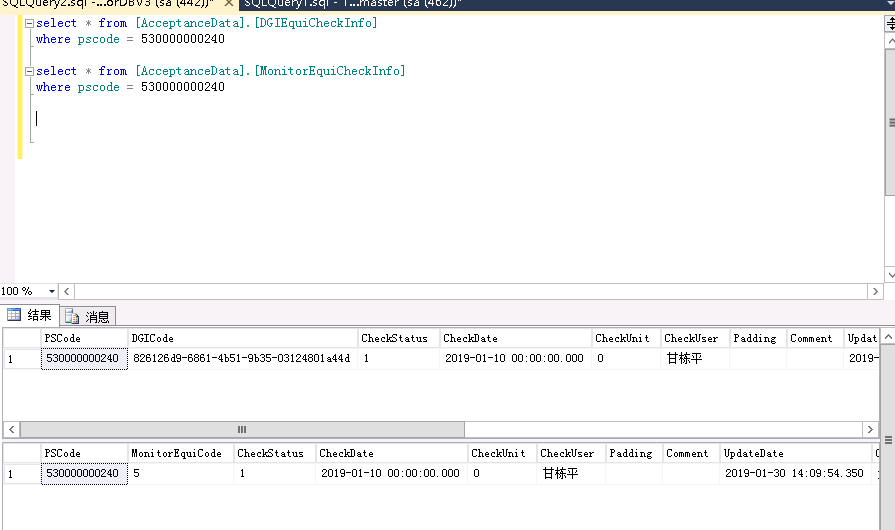 SQLQuery2.sql -...orDBV3 (sa (442))* SQLQuery1.sql - 1...master (sa (462))*
select * from [AcceptanceData].[DGIEquiCheckInfo]
where pscode = 530000000240
select * from [AcceptanceData].[MonitorEquiCheckInfo]
where pscode = 530000000240
100 %
结果 消息
PSCode DGICode CheckStatus CheckDate CheckUnit CheckUser Padding Comment Updat
1 530000000240 826126d9-6861-4b51-9b35-03124801a44d 1 2019-01-10 00:00:00.000 0 甘栋平 2019-
PSCode MonitorEquiCode CheckStatus CheckDate CheckUnit CheckUser Padding Comment UpdateDate
1 530000000240 5 1 2019-01-10 00:00:00.000 0 甘栋平 2019-01-30 14:09:54.350